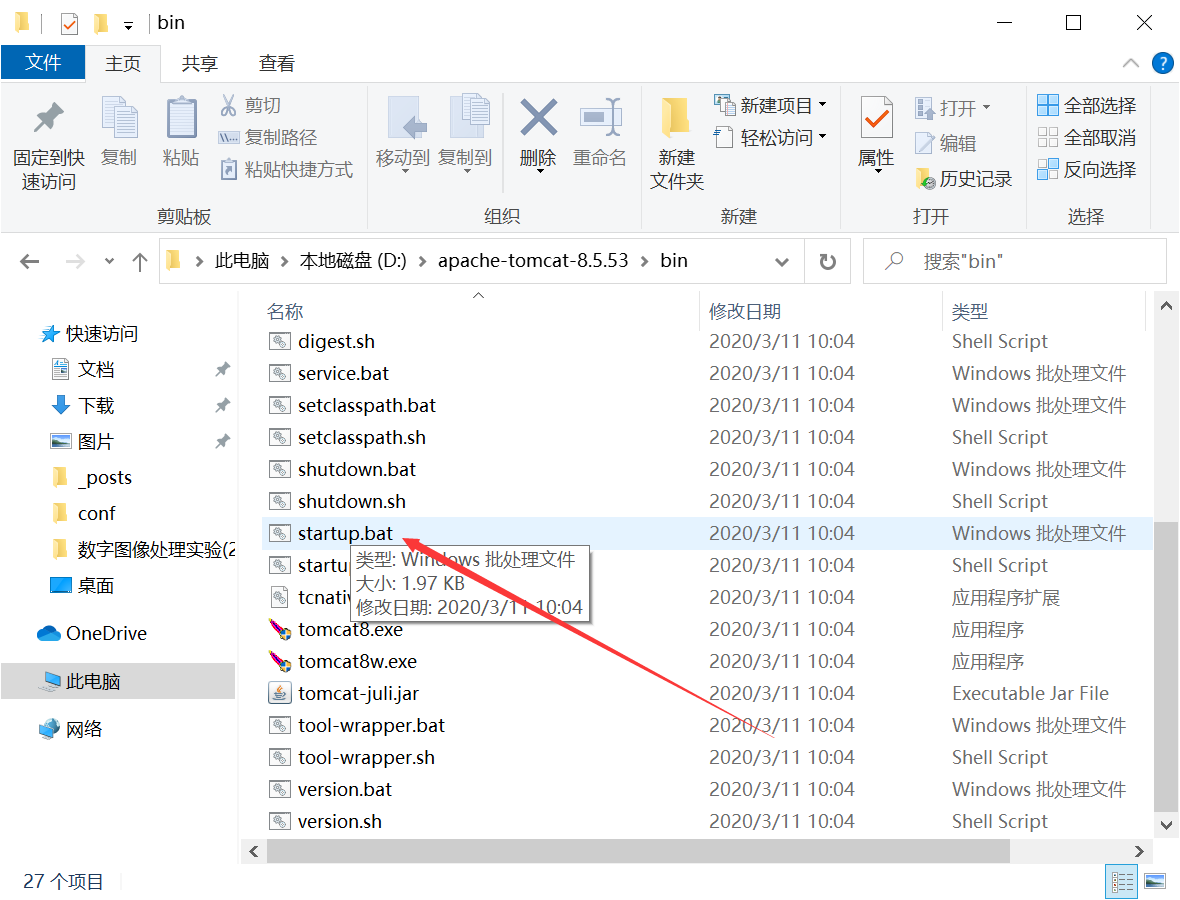 bin
文件 主页 共享 查看
固定到快速访问
复制
粘贴
剪切
复制路径
粘贴快捷方式
剪贴板
移动到
复制到
删除
重命名
组织
新建文件夹
新建项目
轻松访问
新建
属性
打开
编辑
历史记录
打开
全部选择
全部取消
反向选择
选择
此电脑 > 本地磁盘 (D:) > apache-tomcat-8.5.53 > bin
搜索"bin"
快速访问
文档
下载
图片
_posts
conf
数字图像处理实验(2
桌面
OneDrive
此电脑
网络
名称 修改日期 类型
digest.sh 2020/3/11 10:04 Shell Script
service.bat 2020/3/11 10:04 Windows 批处理文件
setclasspath.bat 2020/3/11 10:04 Windows 批处理文件
setclasspath.sh 2020/3/11 10:04 Shell Script
shutdown.bat 2020/3/11 10:04 Windows 批处理文件
shutdown.sh 2020/3/11 10:04 Shell Script
startup.bat 2020/3/11 10:04 Windows 批处理文件
startu 2020/3/11 10:04 Shell Script
tcnativ 2020/3/11 10:04 应用程序扩展
tomcat8.exe 2020/3/11 10:04 应用程序
tomcat8w.exe 2020/3/11 10:04 应用程序
tomcat-juli.jar 2020/3/11 10:04 Executable Jar File
tool-wrapper.bat 2020/3/11 10:04 Windows 批处理文件
tool-wrapper.sh 2020/3/11 10:04 Shell Script
version.bat 2020/3/11 10:04 Windows 批处理文件
version.sh 2020/3/11 10:04 Shell Script
类型: Windows 批处理文件
大小: 1.97 KB
修改日期: 2020/3/11 10:04
27 个项目